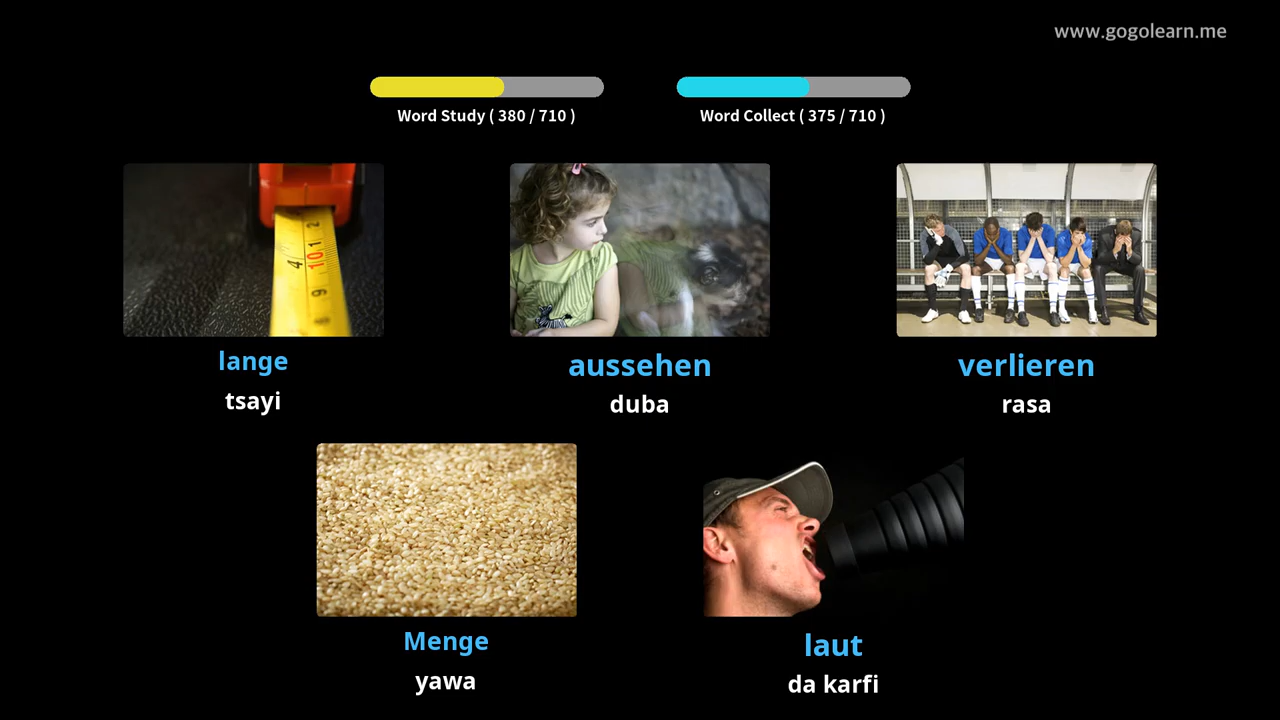 www.gogolearn.me
Word Study ( 380 / 710 )
Word Collect ( 375 / 710 )
lange
tsayi
aussehen
duba
verlieren
rasa
Menge
yawa
laut
da karfi